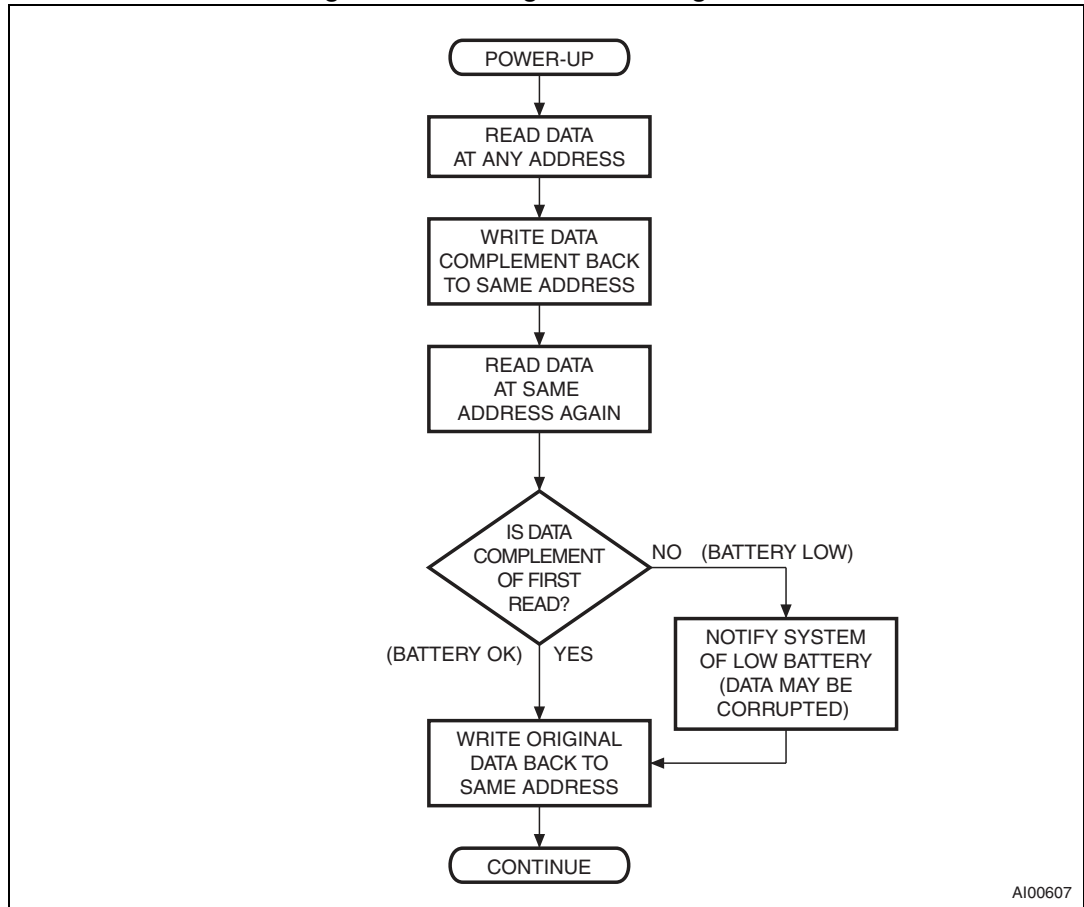 POWER-UP
READ DATA
AT ANY ADDRESS
WRITE DATA
COMPLEMENT BACK
TO SAME ADDRESS
READ DATA
AT SAME
ADDRESS AGAIN
IS DATA
COMPLEMENT
OF FIRST
READ?
NO (BATTERY LOW)
NOTIFY SYSTEM
OF LOW BATTERY
(DATA MAY BE
CORRUPTED)
(BATTERY OK) YES
WRITE ORIGINAL
DATA BACK TO
SAME ADDRESS
CONTINUE
AI00607